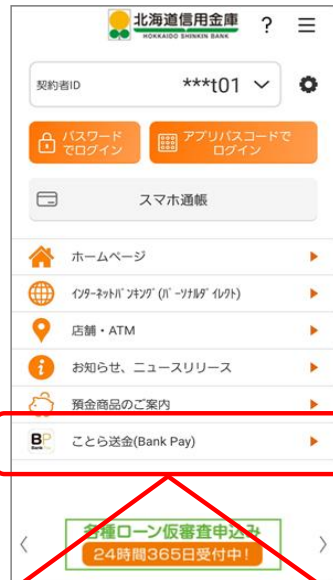 北海道信用金庫
HOKKAIDO SHINKIN BANK
?
契約者ID
***t01
パスワード
でログイン
アプリパスコードで
ログイン
スマホ通帳
ホームページ
インターネットバンキング(パーソナルダイレクト)
店舗・ATM
お知らせ、ニュースリリース
預金商品のご案内
BP
Bank Pay
ことら送金(Bank Pay)
各種ローン仮審査申込み
24時間365日受付中!